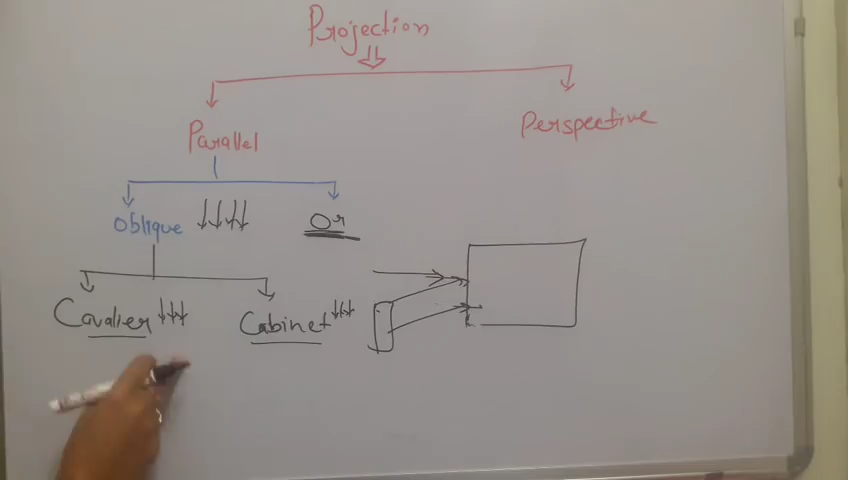 Projection
Parallel
Perspective
Oblique
Or
Cavalier
Cabinet